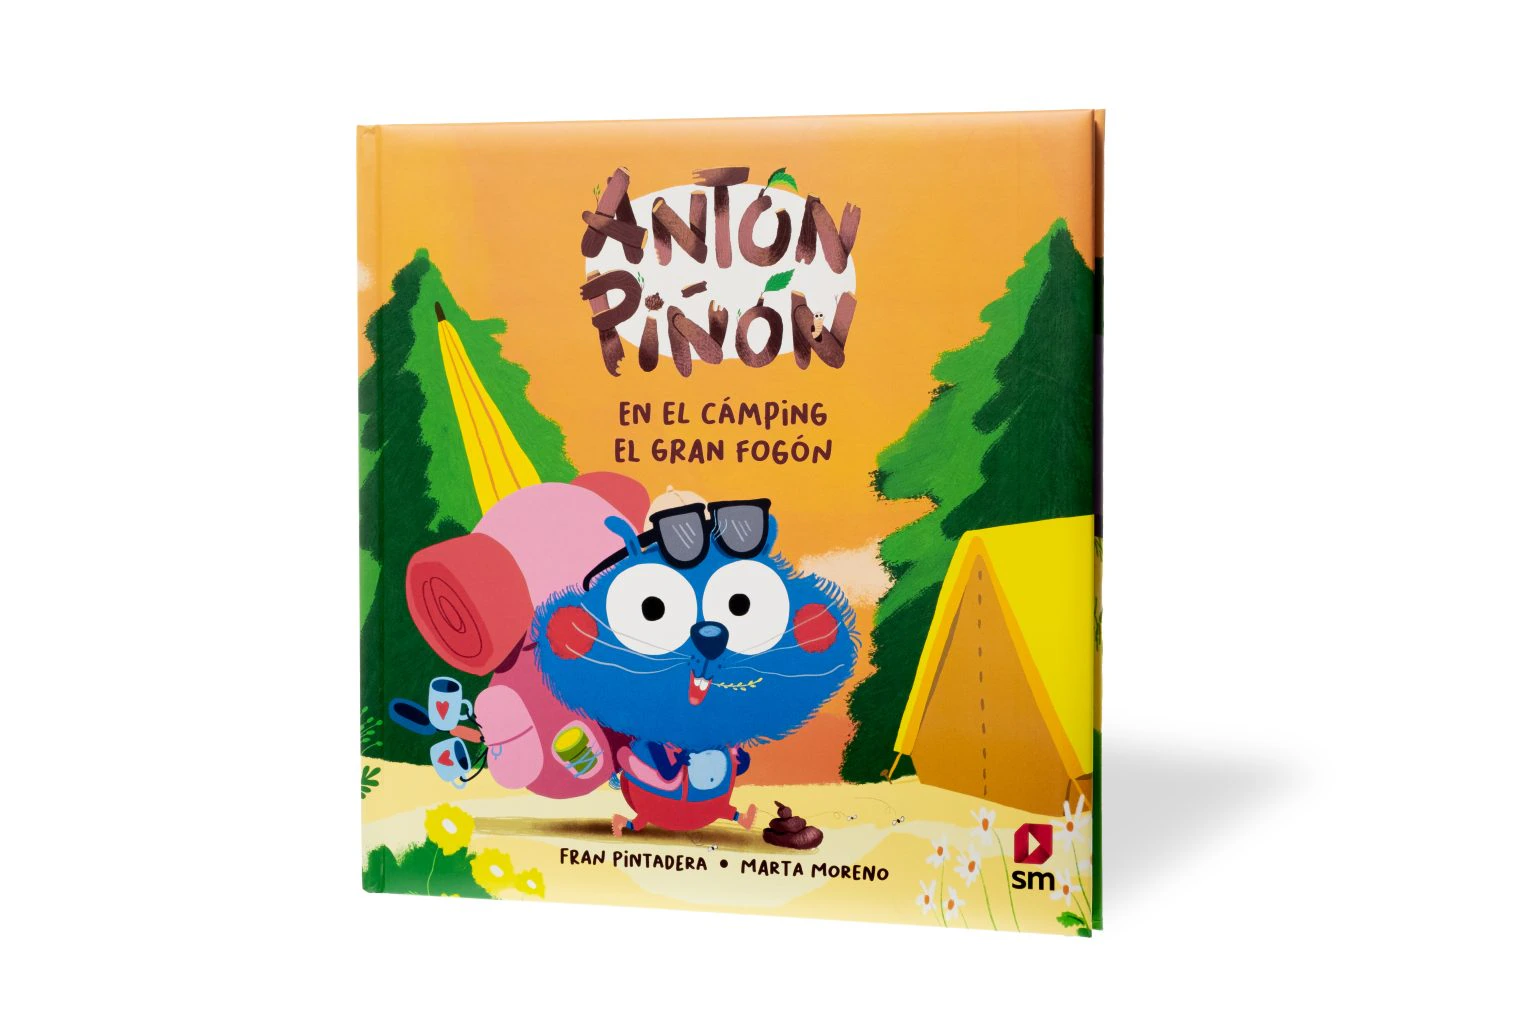 ANTÓN
PIÑÓN
EN EL CÁMPING
EL GRAN FOGÓN
FRAN PINTADERA • MARTA MORENO
sm